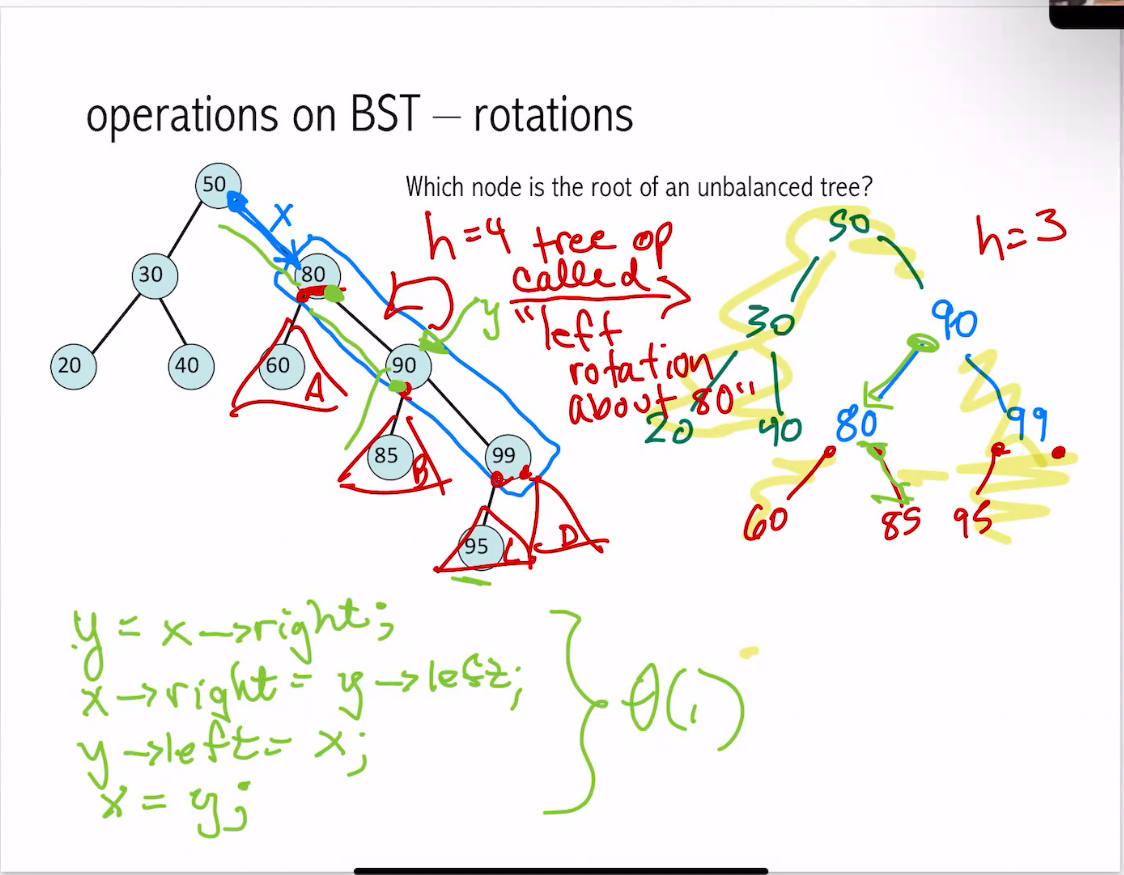 operations on BST – rotations
Which node is the root of an unbalanced tree?
50
80
30
90
20
40
60
85
99
95
x
y
A
B
C
D
h=4
tree op
called
"left
rotation
about 80"
h=3
50
30
90
20
40
80
99
60
85
95
y = x->right;
x->right = y->left;
y->left = x;
x = y;
θ(1)